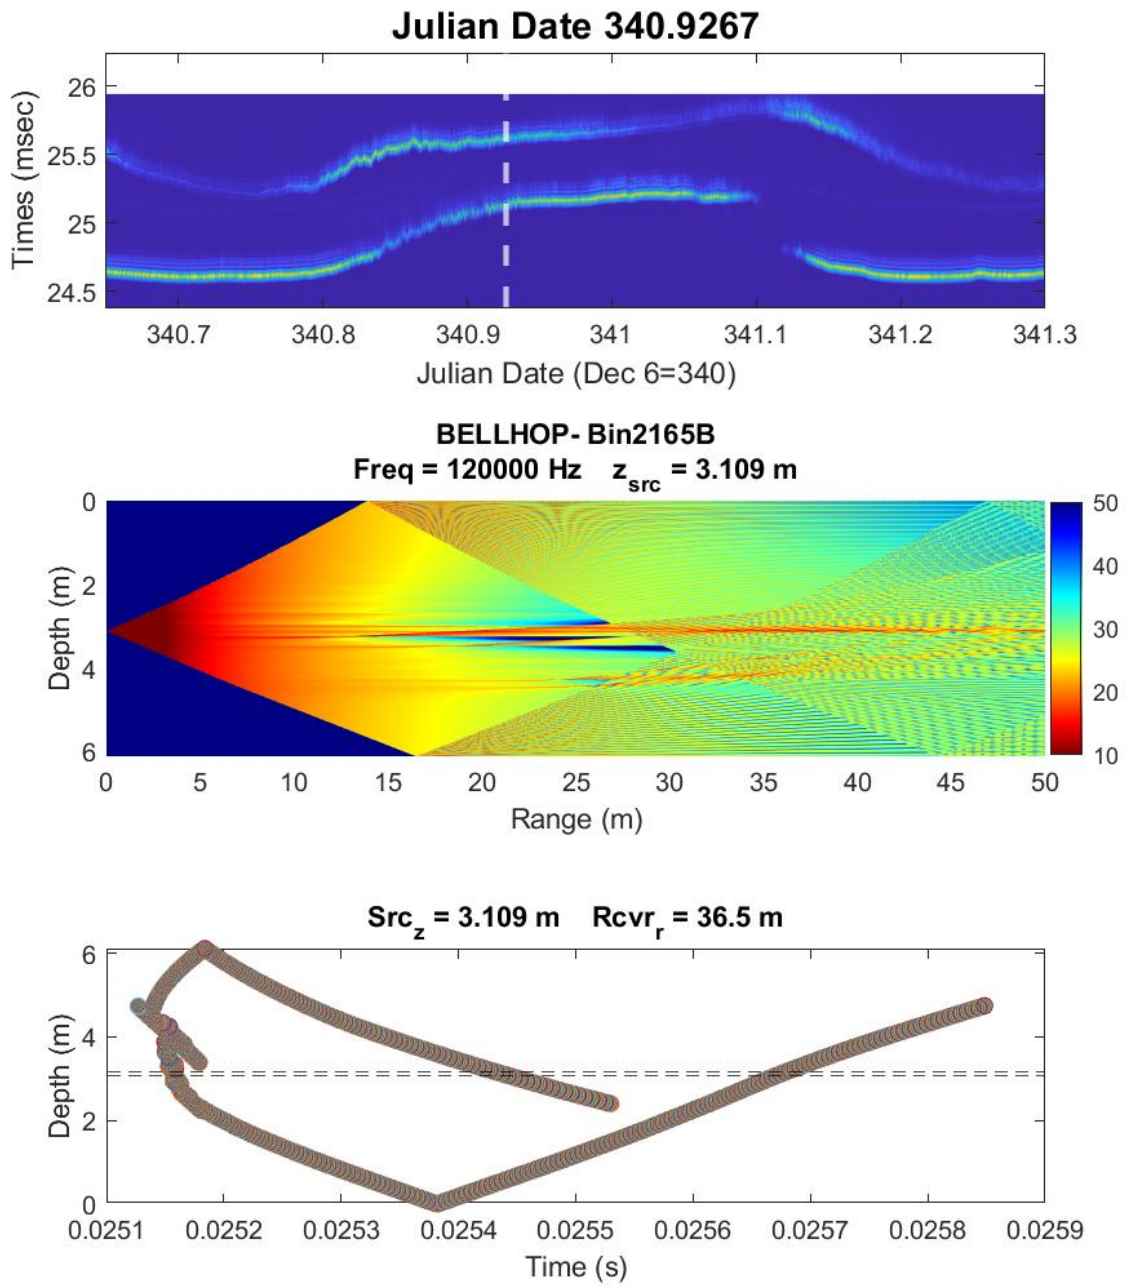 Julian Date 340.9267
26
25.5
25
24.5
Times (msec)
340.7 340.8 340.9 341 341.1 341.2 341.3
Julian Date (Dec 6=340)
BELLHOP- Bin2165B
Freq = 120000 Hz z_src = 3.109 m
0
2
4
6
Depth (m)
50
40
30
20
10
0 5 10 15 20 25 30 35 40 45 50
Range (m)
Src_z = 3.109 m Rcvr_r = 36.5 m
6
4
2
0
Depth (m)
0.0251 0.0252 0.0253 0.0254 0.0255 0.0256 0.0257 0.0258 0.0259
Time (s)